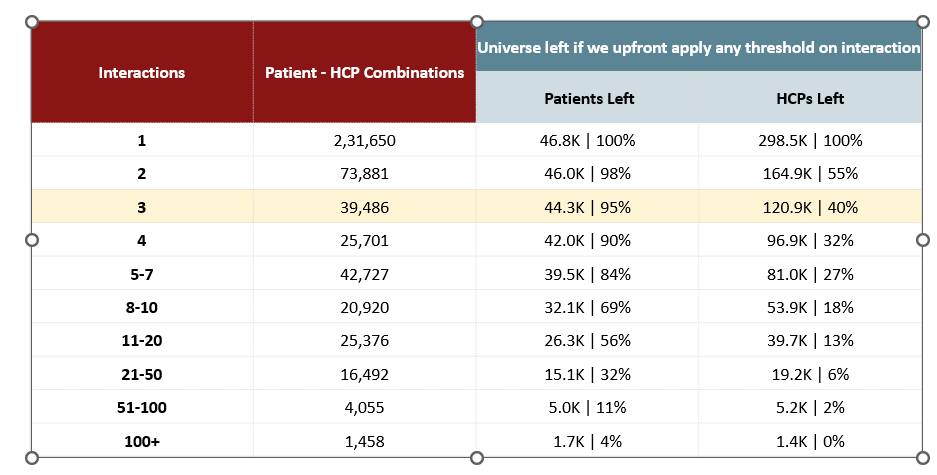 Interactions Patient - HCP Combinations Universe left if we upfront apply any threshold on interaction
Patients Left HCPs Left
1 2,31,650 46.8K | 100% 298.5K | 100%
2 73,881 46.0K | 98% 164.9K | 55%
3 39,486 44.3K | 95% 120.9K | 40%
4 25,701 42.0K | 90% 96.9K | 32%
5-7 42,727 39.5K | 84% 81.0K | 27%
8-10 20,920 32.1K | 69% 53.9K | 18%
11-20 25,376 26.3K | 56% 39.7K | 13%
21-50 16,492 15.1K | 32% 19.2K | 6%
51-100 4,055 5.0K | 11% 5.2K | 2%
100+ 1,458 1.7K | 4% 1.4K | 0%